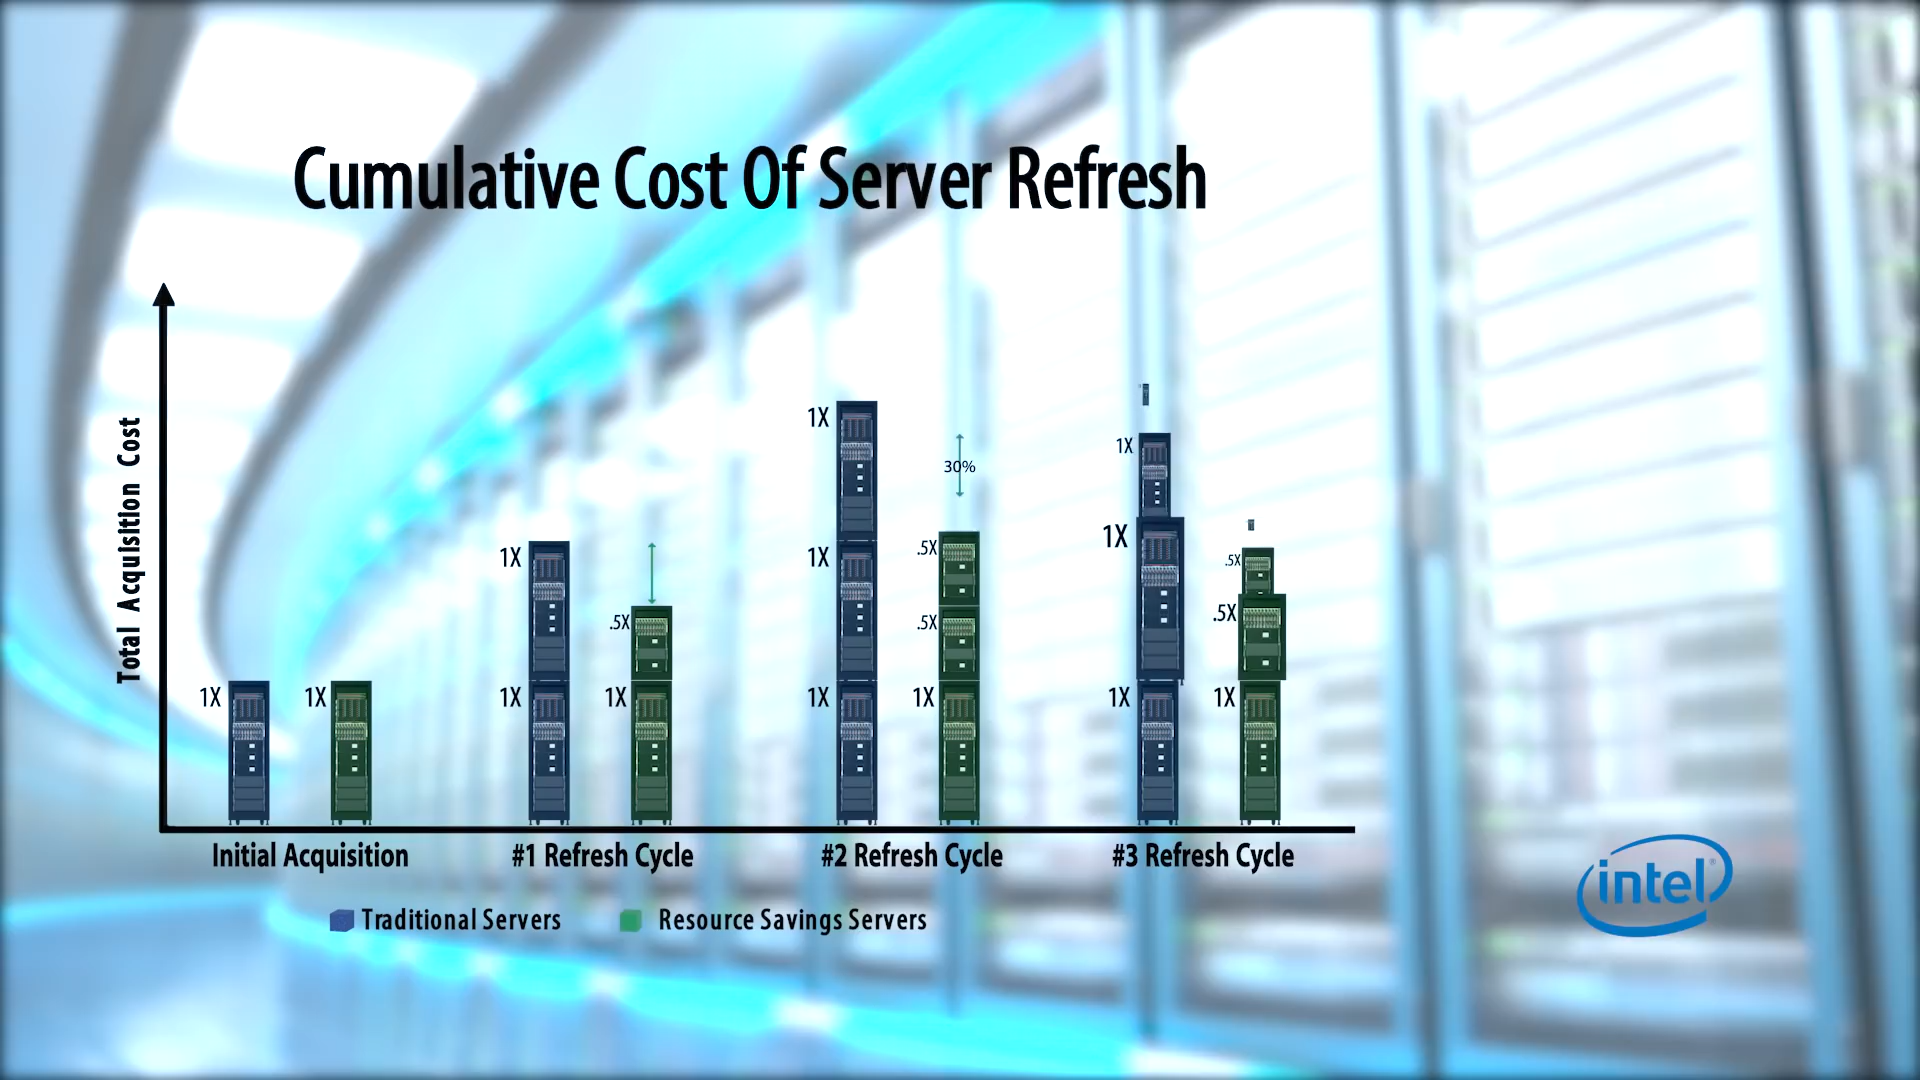 Cumulative Cost Of Server Refresh
Total Acquisition Cost
1X
1X
1X
1X
.5X
1X
1X
1X
1X
30%
.5X
.5X
1X
1X
1X
1X
.5X
.5X
1X
Initial Acquisition
#1 Refresh Cycle
#2 Refresh Cycle
#3 Refresh Cycle
Traditional Servers
Resource Savings Servers
intel®